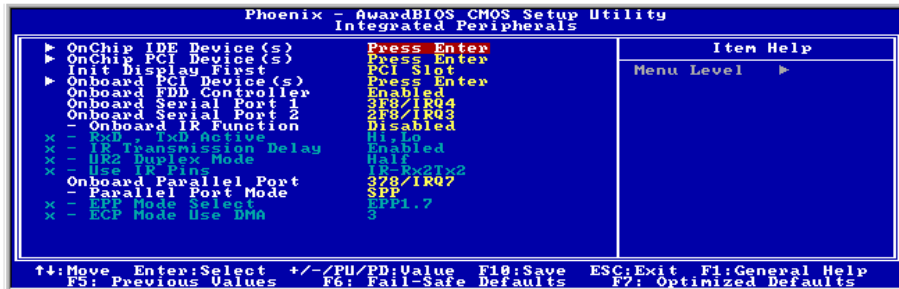 Phoenix - AwardBIOS CMOS Setup Utility
Integrated Peripherals
► OnChip IDE Device(s) Press Enter
► OnChip PCI Device(s) Press Enter
Init Display First PCI Slot
► Onboard PCI Device(s) Press Enter
Onboard FDD Controller Enabled
Onboard Serial Port 1 3F8/IRQ4
Onboard Serial Port 2 2F8/IRQ3
- Onboard IR Function Disabled
x - RxD , TxD Active Hi,Lo
x - IR Transmission Delay Enabled
x - UR2 Duplex Mode Half
x - Use IR Pins IR-Rx2Tx2
Onboard Parallel Port 378/IRQ7
- Parallel Port Mode SPP
x - EPP Mode Select EPP1.7
x - ECP Mode Use DMA 3
Item Help
Menu Level ►
↑↓:Move Enter:Select +/-/PU/PD:Value F10:Save ESC:Exit F1:General Help
F5: Previous Values F6: Fail-Safe Defaults F7: Optimized Defaults